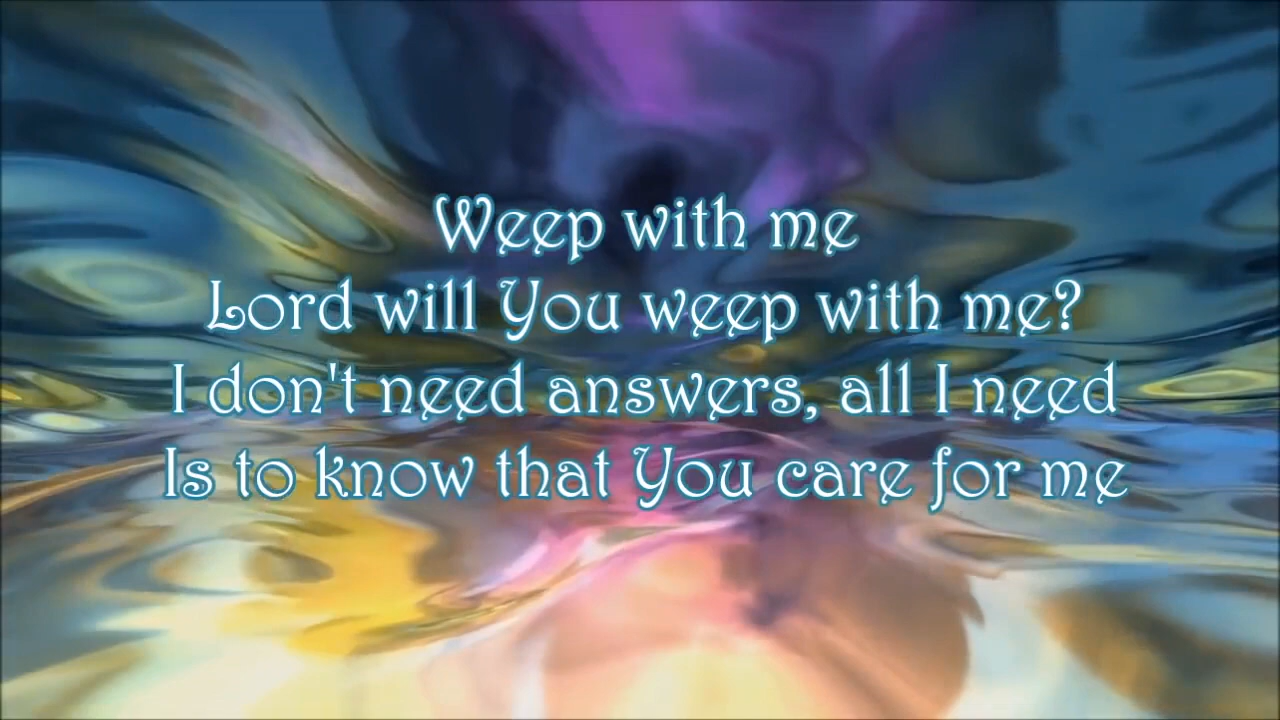 Weep with me
Lord will You weep with me?
I don't need answers, all I need
Is to know that You care for me